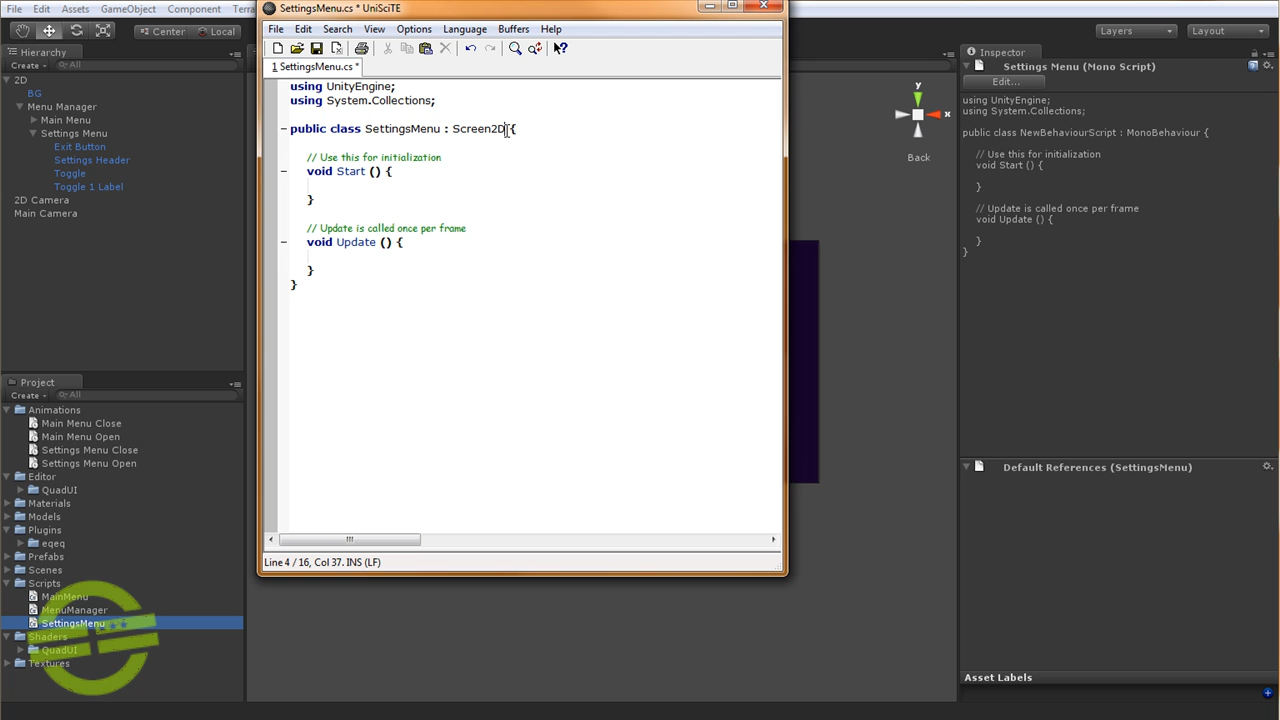 File Edit Assets GameObject Component Terra
SettingsMenu.cs * UniSciTE
File Edit Search View Options Language Buffers Help
Center Local
Layers Layout
1 SettingsMenu.cs *
Hierarchy
Create All
2D
BG
Menu Manager
Main Menu
Settings Menu
Exit Button
Settings Header
Toggle
Toggle 1 Label
2D Camera
Main Camera
using UnityEngine;
using System.Collections;
public class SettingsMenu : Screen2D {
// Use this for initialization
void Start () {
}
// Update is called once per frame
void Update () {
}
}
Line 4 / 16, Col 37. INS (LF)
y
x
Back
Inspector
Settings Menu (Mono Script)
Edit...
using UnityEngine;
using System.Collections;
public class NewBehaviourScript : MonoBehaviour {
// Use this for initialization
void Start () {
}
// Update is called once per frame
void Update () {
}
}
Default References (SettingsMenu)
Asset Labels
Project
Create All
Animations
Main Menu Close
Main Menu Open
Settings Menu Close
Settings Menu Open
Editor
QuadUI
Materials
Models
Plugins
eqeq
Prefabs
Scenes
Scripts
MainMenu
MenuManager
SettingsMenu
Shaders
QuadUI
Textures